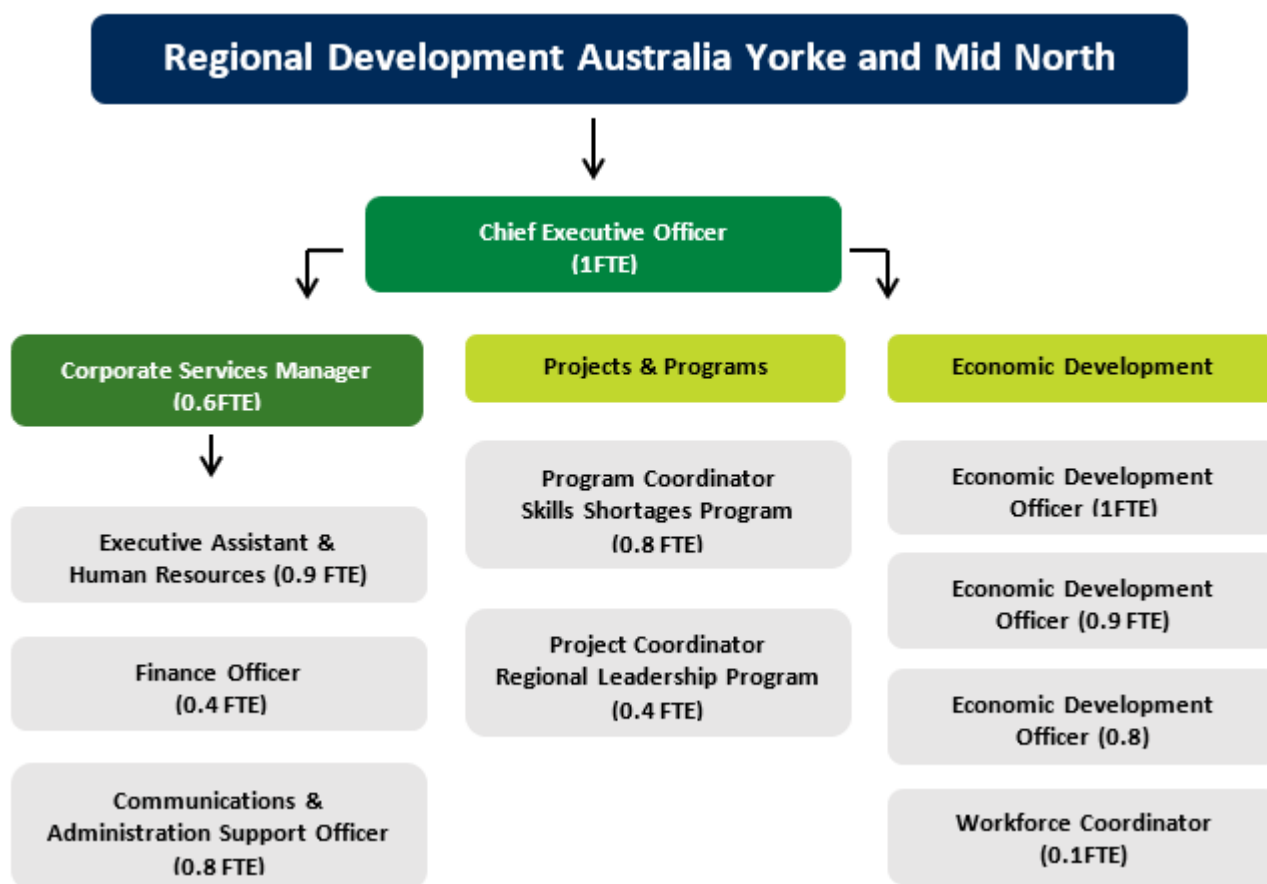 Regional Development Australia Yorke and Mid North
Chief Executive Officer
(1FTE)
Corporate Services Manager
(0.6FTE)
Executive Assistant &
Human Resources (0.9 FTE)
Finance Officer
(0.4 FTE)
Communications &
Administration Support Officer
(0.8 FTE)
Projects & Programs
Program Coordinator
Skills Shortages Program
(0.8 FTE)
Project Coordinator
Regional Leadership Program
(0.4 FTE)
Economic Development
Economic Development
Officer (1FTE)
Economic Development
Officer (0.9 FTE)
Economic Development
Officer (0.8)
Workforce Coordinator
(0.1FTE)